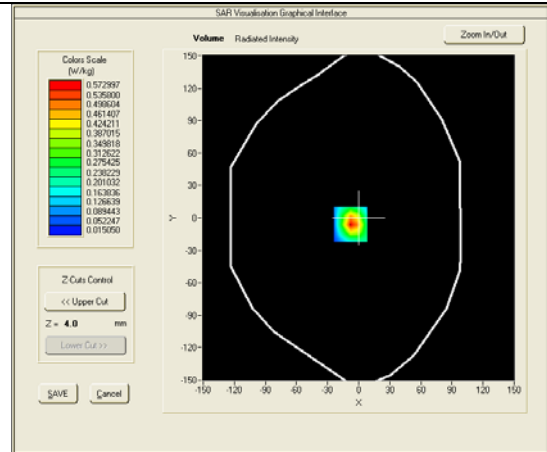 SAR Visualisation Graphical Interface
Volume Radiated Intensity
Zoom In/Out
Colors Scale
(W/kg)
0.572997
0.535800
0.498604
0.461407
0.424211
0.387015
0.349818
0.312622
0.275425
0.238229
0.201032
0.163836
0.126639
0.089443
0.052247
0.015050
Z-Cuts Control
<< Upper Cut
Z = 4.0 mm
Lower Cut >>
SAVE
Cancel
150-
120-
90-
60-
30-
0-
-30-
-60-
-90-
-120-
-150-
Y
-150 -120 -90 -60 -30 0 30 60 90 120 150
X